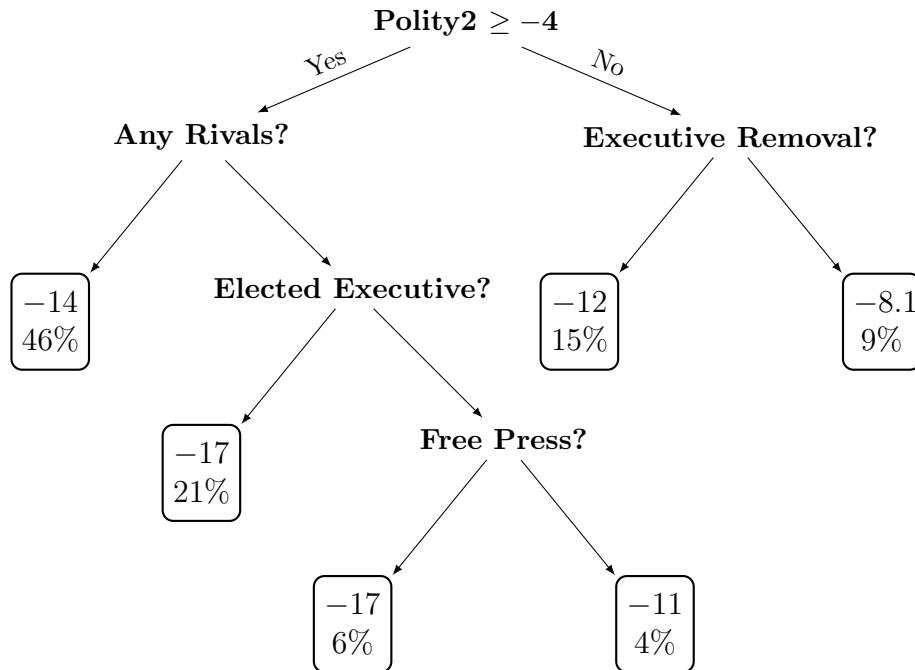 Polity2 ≥ −4
Yes
No
Any Rivals?
Executive Removal?
−14
46%
Elected Executive?
−12
15%
−8.1
9%
Free Press?
−17
21%
−17
6%
−11
4%